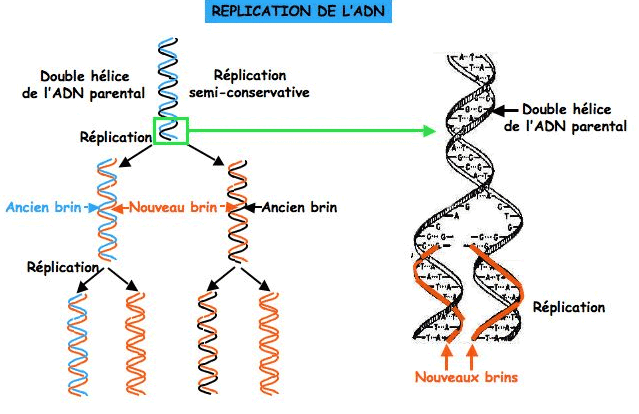 REPLICATION DE L'ADN
Double hélice
de l'ADN parental
Réplication
semi-conservative
Réplication
Double hélice
de l'ADN parental
Ancien brin
Nouveau brin
Ancien brin
Réplication
Réplication
Nouveaux brins